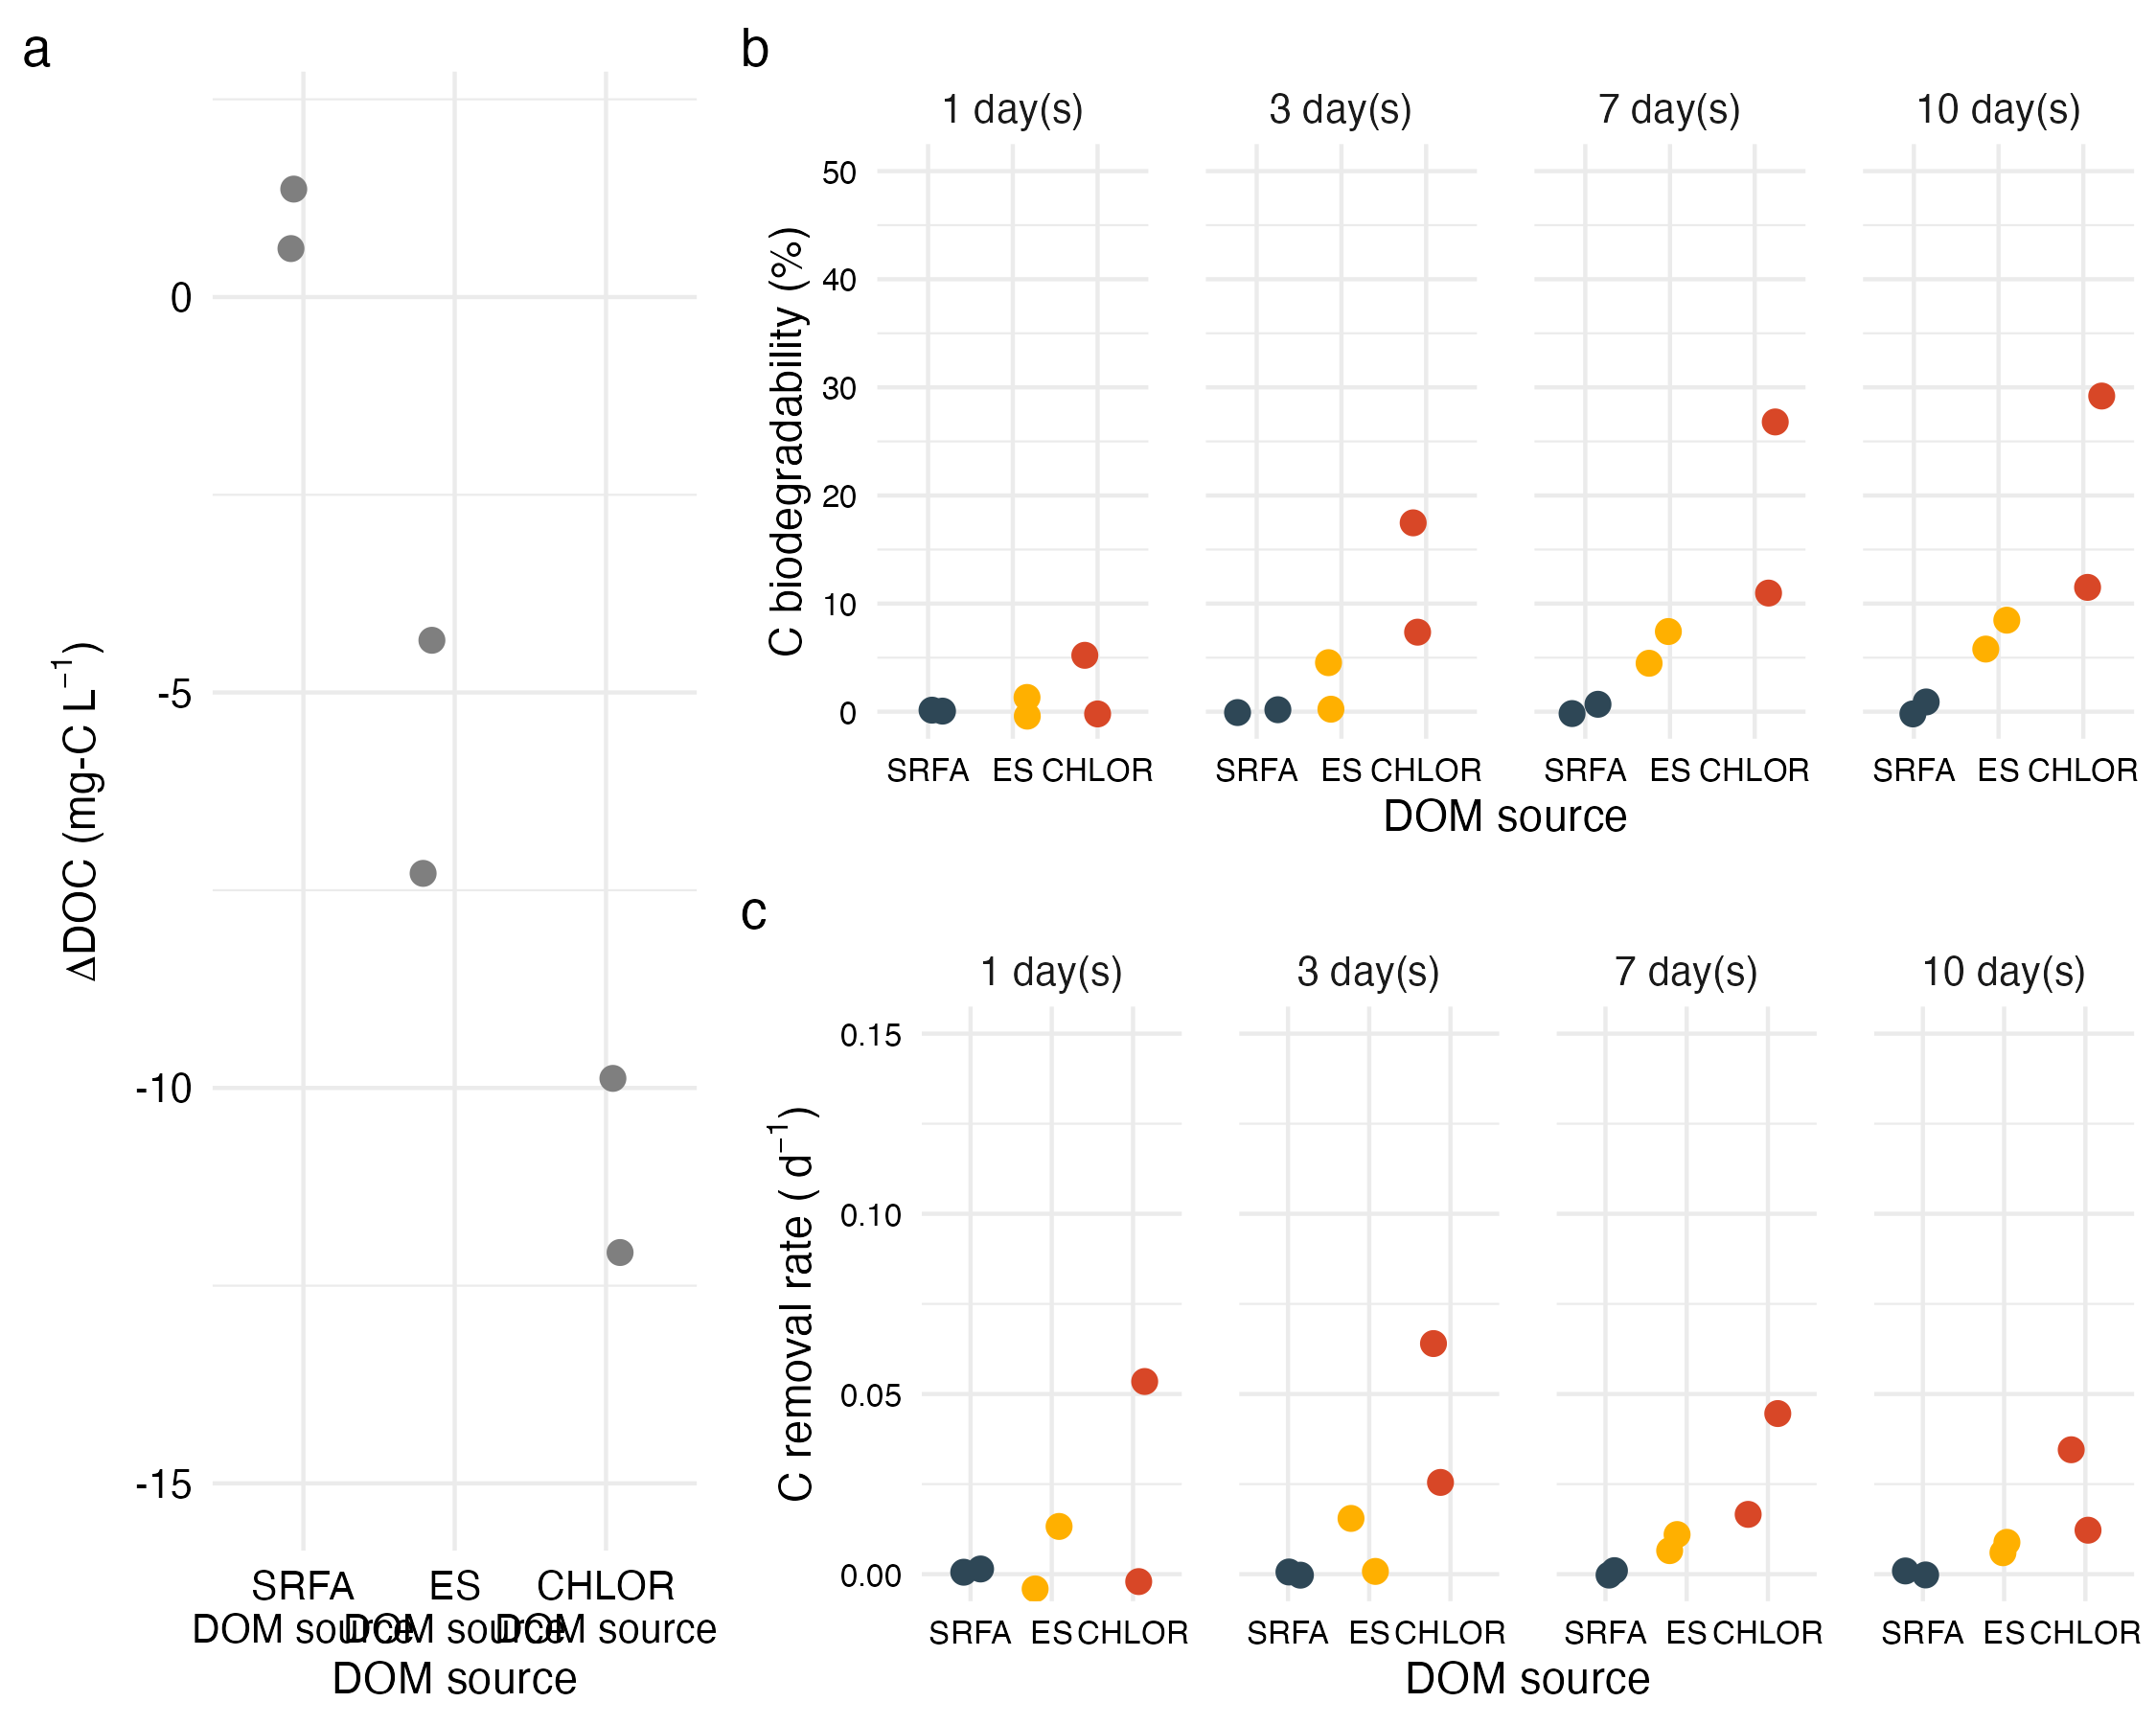 a
0
-5
-10
-15
ΔDOC (mg-C L⁻¹)
SRFA ES CHLOR
DOM source DOM source DOM source
DOM source
b
1 day(s) 3 day(s) 7 day(s) 10 day(s)
50
40
30
20
10
0
C biodegradability (%)
SRFA ES CHLOR SRFA ES CHLOR SRFA ES CHLOR SRFA ES CHLOR
DOM source
c
1 day(s) 3 day(s) 7 day(s) 10 day(s)
0.15
0.10
0.05
0.00
C removal rate ( d⁻¹)
SRFA ES CHLOR SRFA ES CHLOR SRFA ES CHLOR SRFA ES CHLOR
DOM source